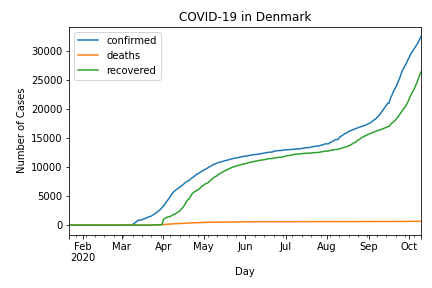 COVID-19 in Denmark
confirmed
deaths
recovered
Number of Cases
30000
25000
20000
15000
10000
5000
0
Feb Mar Apr May Jun Jul Aug Sep Oct
2020
Day